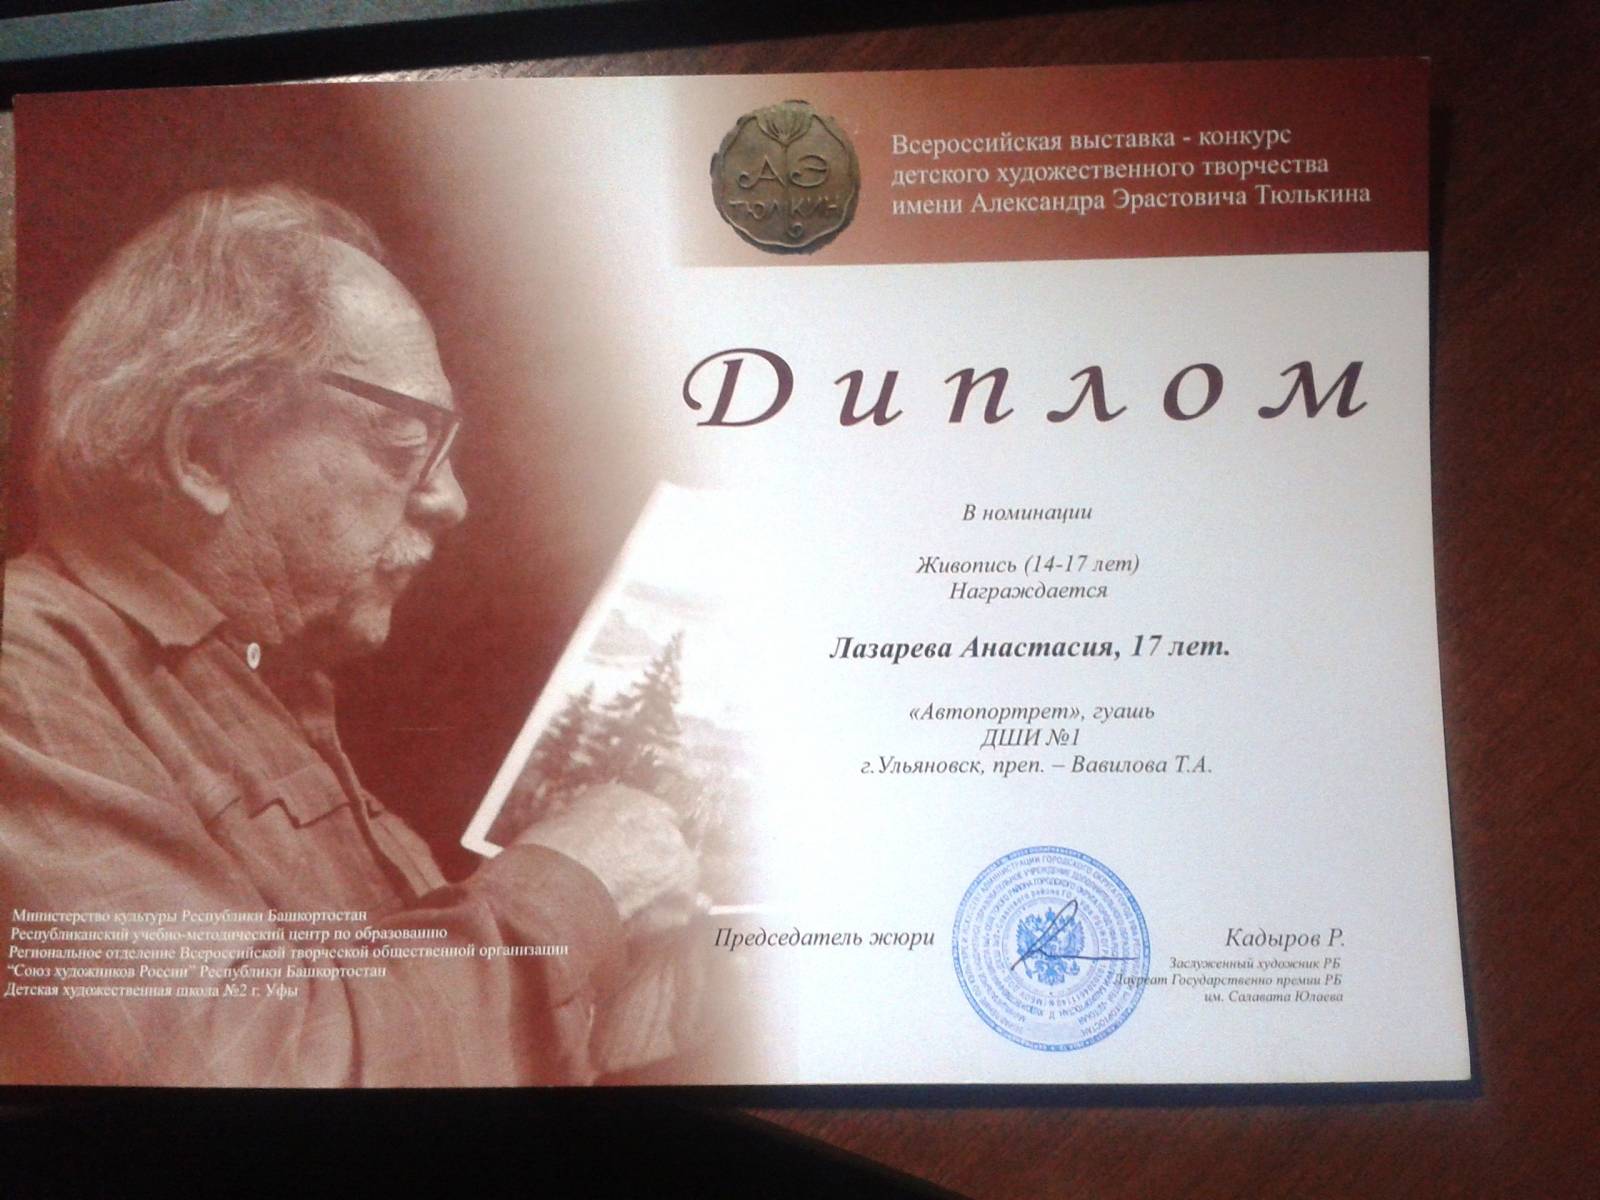 А Э
ТЮЛЬКИН
Всероссийская выставка - конкурс
детского художественного творчества
имени Александра Эрастовича Тюлькина
Диплом
В номинации
Живопись (14-17 лет)
Награждается
Лазарева Анастасия, 17 лет.
«Автопортрет», гуашь
ДШИ №1
г.Ульяновск, преп. – Вавилова Т.А.
Председатель жюри
Кадыров Р.
Заслуженный художник РБ
Лауреат Государственно премии РБ
им. Салавата Юлаева
Министерство культуры Республики Башкортостан
Республиканский учебно-методический центр по образованию
Региональное отделение Всероссийской творческой общественной организации
"Союз художников России" Республики Башкортостан
Детская художественная школа №2 г. Уфы